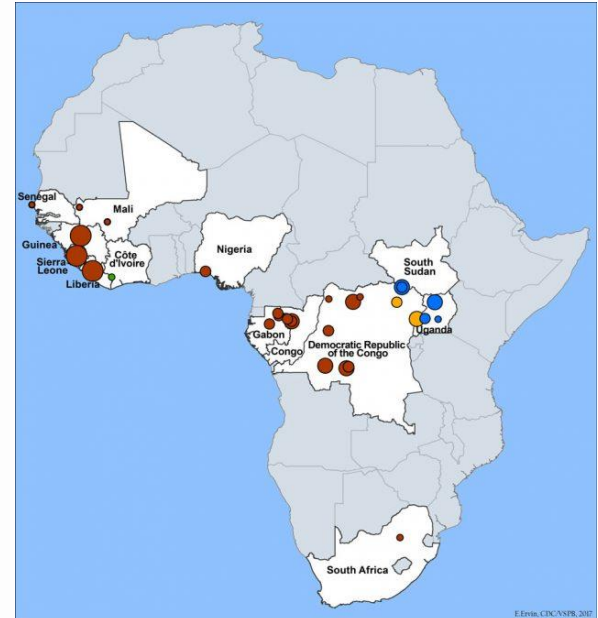 Senegal
Mali
Guinea
Sierra
Leone
Côte
d'Ivoire
Liberia
Nigeria
South
Sudan
Gabon
Congo
Democratic Republic
of the Congo
Uganda
South Africa
E.Ervin, CDC/VSPB, 2017